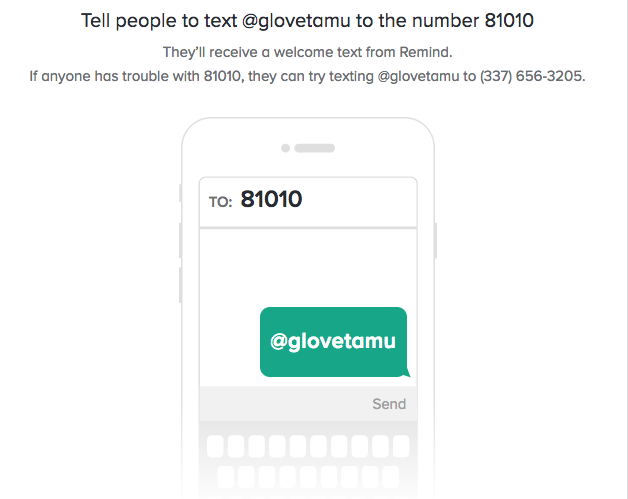 Tell people to text @glovetamu to the number 81010
They'll receive a welcome text from Remind.
If anyone has trouble with 81010, they can try texting @glovetamu to (337) 656-3205.
TO: 81010
@glovetamu
Send